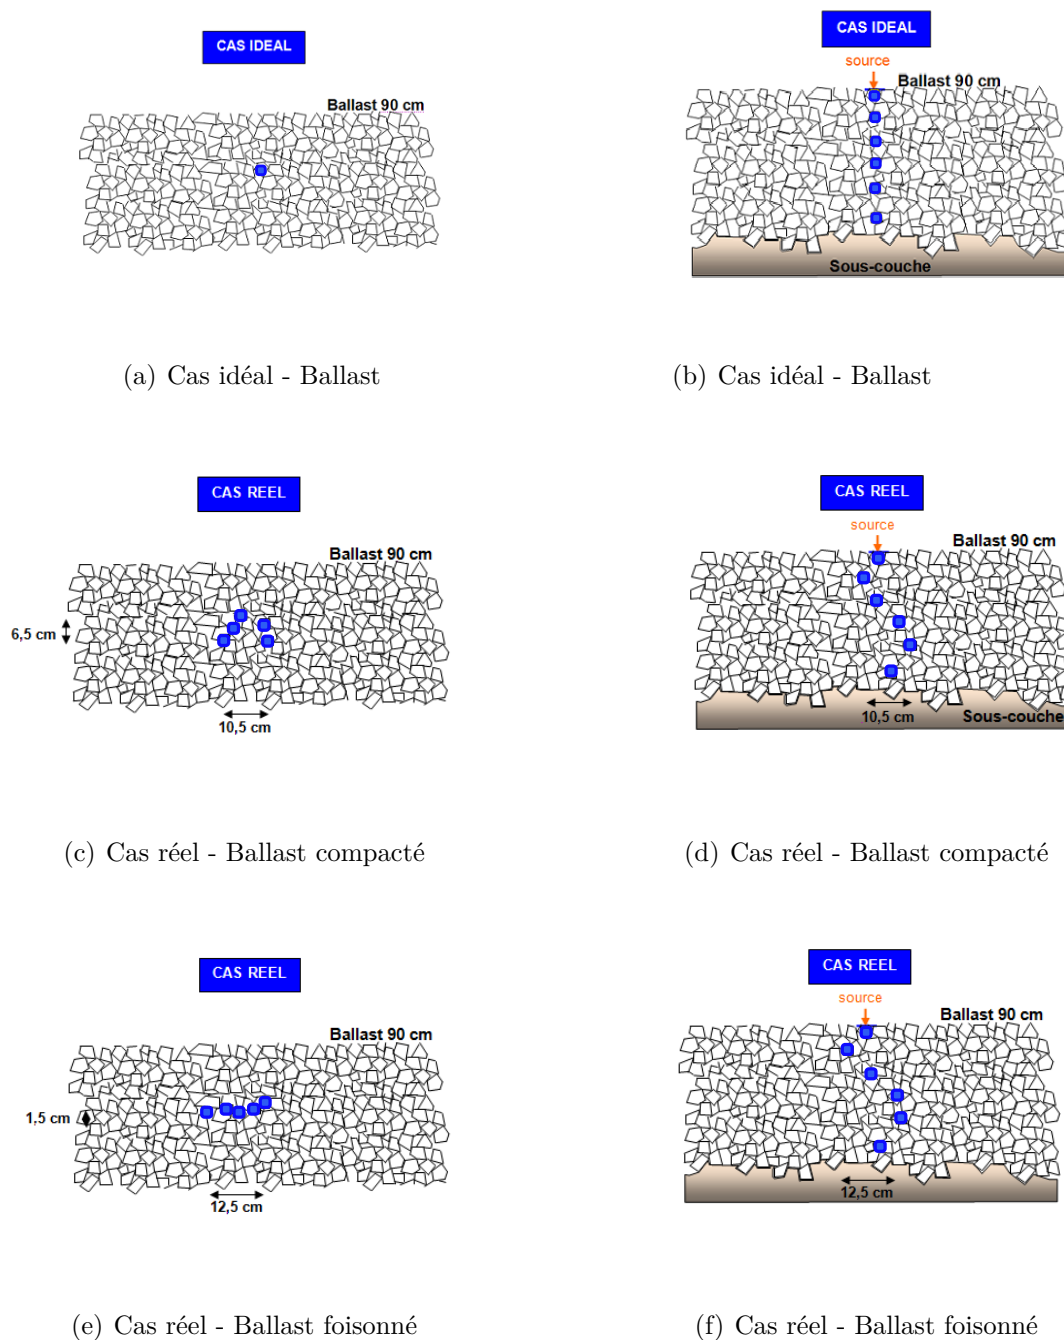 CAS IDEAL
Ballast 90 cm
(a) Cas idéal - Ballast
CAS IDEAL
source
Ballast 90 cm
Sous-couche
(b) Cas idéal - Ballast
CAS REEL
Ballast 90 cm
6,5 cm
10,5 cm
(c) Cas réel - Ballast compacté
CAS REEL
source
Ballast 90 cm
10,5 cm
Sous-couche
(d) Cas réel - Ballast compacté
CAS REEL
Ballast 90 cm
1,5 cm
12,5 cm
(e) Cas réel - Ballast foisonné
CAS REEL
source
Ballast 90 cm
12,5 cm
(f) Cas réel - Ballast foisonné